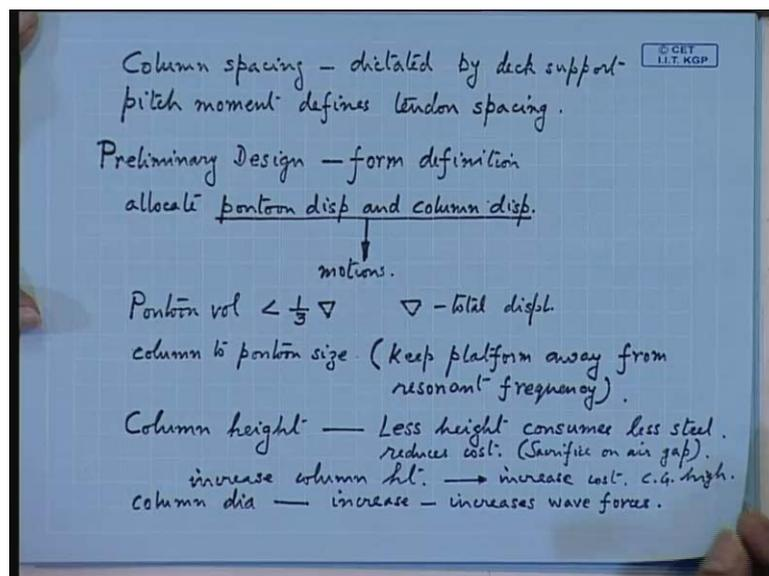 © CET
I.I.T. KGP
Column spacing – dictated by deck support
pitch moment defines tendon spacing.
Preliminary Design – form definition
allocate pontoon disp and column disp.
motions.
Pontoon vol < 1/3 ∇ ∇ – total displ.
column to pontoon size. (Keep platform away from
resonant frequency).
Column height — Less height consumes less steel.
reduces cost. (Sacrifice on air gap).
increase column ht. → increase cost. C.G. high.
column dia — increase – increases wave forces.